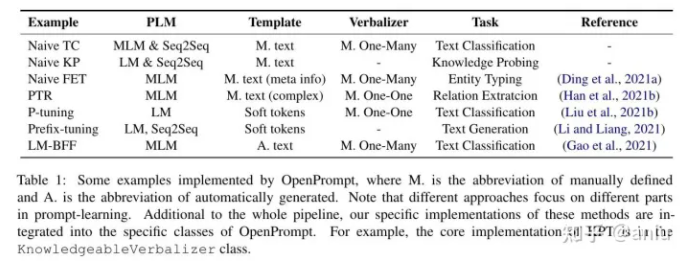 Example PLM Template Verbalizer Task Reference
Naive TC MLM & Seq2Seq M. text M. One-Many Text Classification -
Naive KP LM & Seq2Seq M. text - Knowledge Probing -
Naive FET MLM M. text (meta info) M. One-Many Entity Typing (Ding et al., 2021a)
PTR MLM M. text (complex) M. One-One Relation Extratcion (Han et al., 2021b)
P-tuning LM Soft tokens M. One-One Text Classification (Liu et al., 2021b)
Prefix-tuning LM, Seq2Seq Soft tokens - Text Generation (Li and Liang, 2021)
LM-BFF MLM A. text M. One-Many Text Classification (Gao et al., 2021)
Table 1: Some examples implemented by OpenPrompt, where M. is the abbreviation of manually defined
and A. is the abbreviation of automatically generated. Note that different approaches focus on different parts
in prompt-learning. Additional to the whole pipeline, our specific implementations of these methods are in-
tegrated into the specific classes of OpenPrompt. For example, the core implementation of KPT is in the
KnowledgeableVerbalizer class.
知乎 @anlu